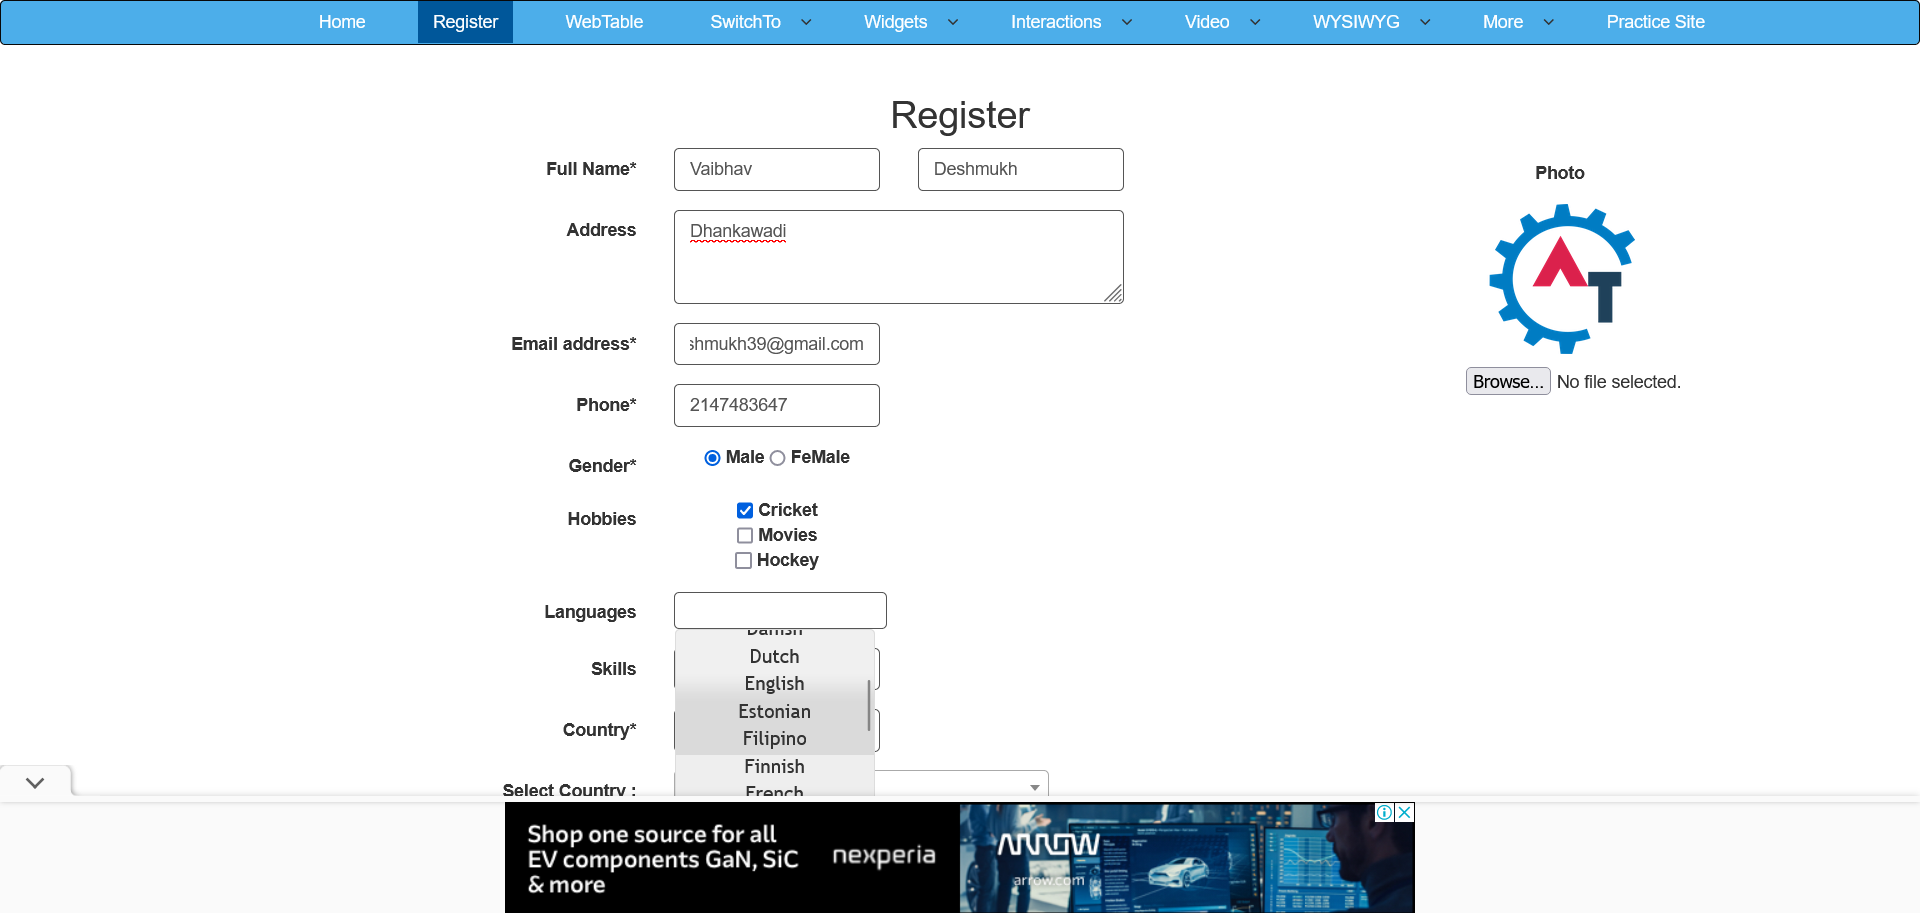 Home Register WebTable SwitchTo Widgets Interactions Video WYSIWYG More Practice Site
Register
Full Name* Vaibhav Deshmukh
Photo
Address Dhankawadi
AT
Email address* shmukh39@gmail.com
Browse... No file selected.
Phone* 2147483647
Gender* Male FeMale
Hobbies Cricket
Movies
Hockey
Languages
Danish
Dutch
Skills
English
Estonian
Country*
Filipino
Finnish
Select Country :
French
Shop one source for all
EV components GaN, SiC
& more
nexperia
ARROW
arrow.com